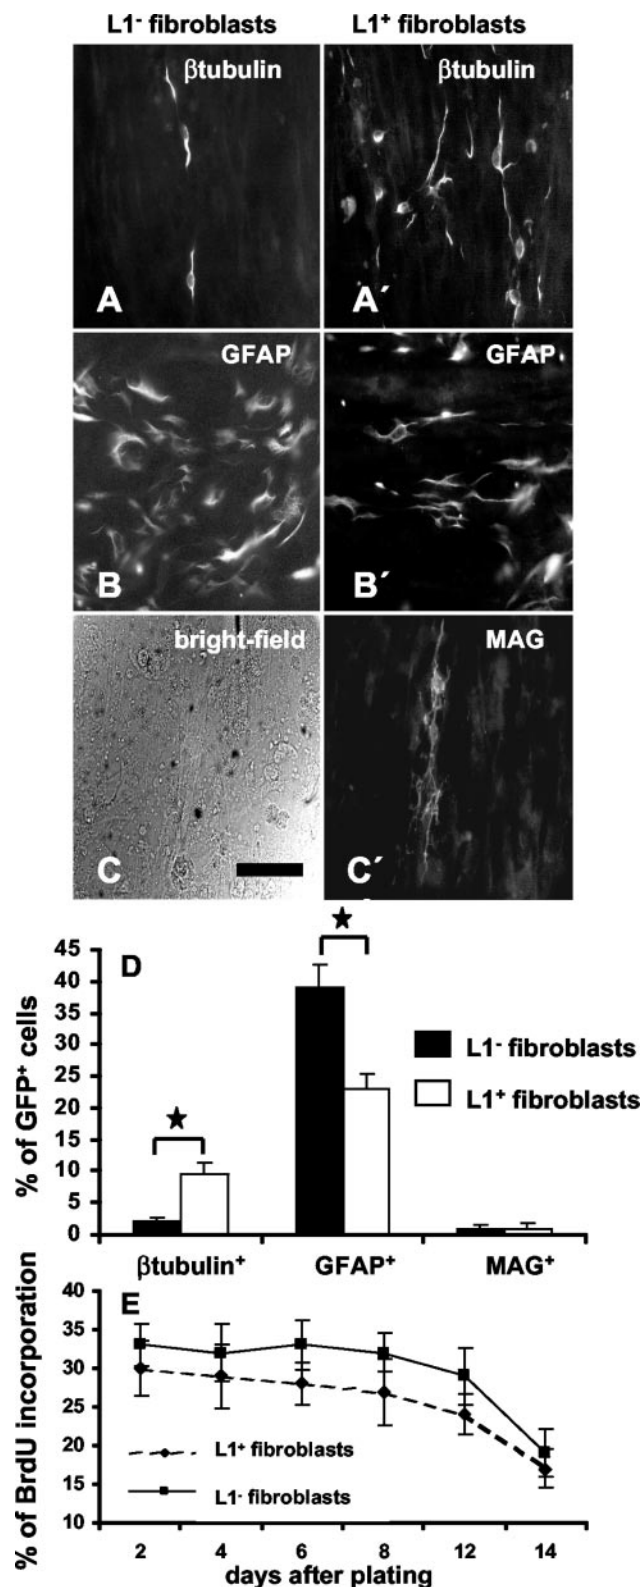 L1⁻ fibroblasts L1⁺ fibroblasts
βtubulin βtubulin
A A´
GFAP GFAP
B B´
bright-field MAG
C C´
D
45
40
35
30
25
20
15
10
5
0
% of GFP⁺ cells
L1⁻ fibroblasts
L1⁺ fibroblasts
βtubulin⁺ GFAP⁺ MAG⁺
E
40
35
30
25
20
15
10
% of BrdU incorporation
L1⁺ fibroblasts
L1⁻ fibroblasts
2 4 6 8 12 14
days after plating